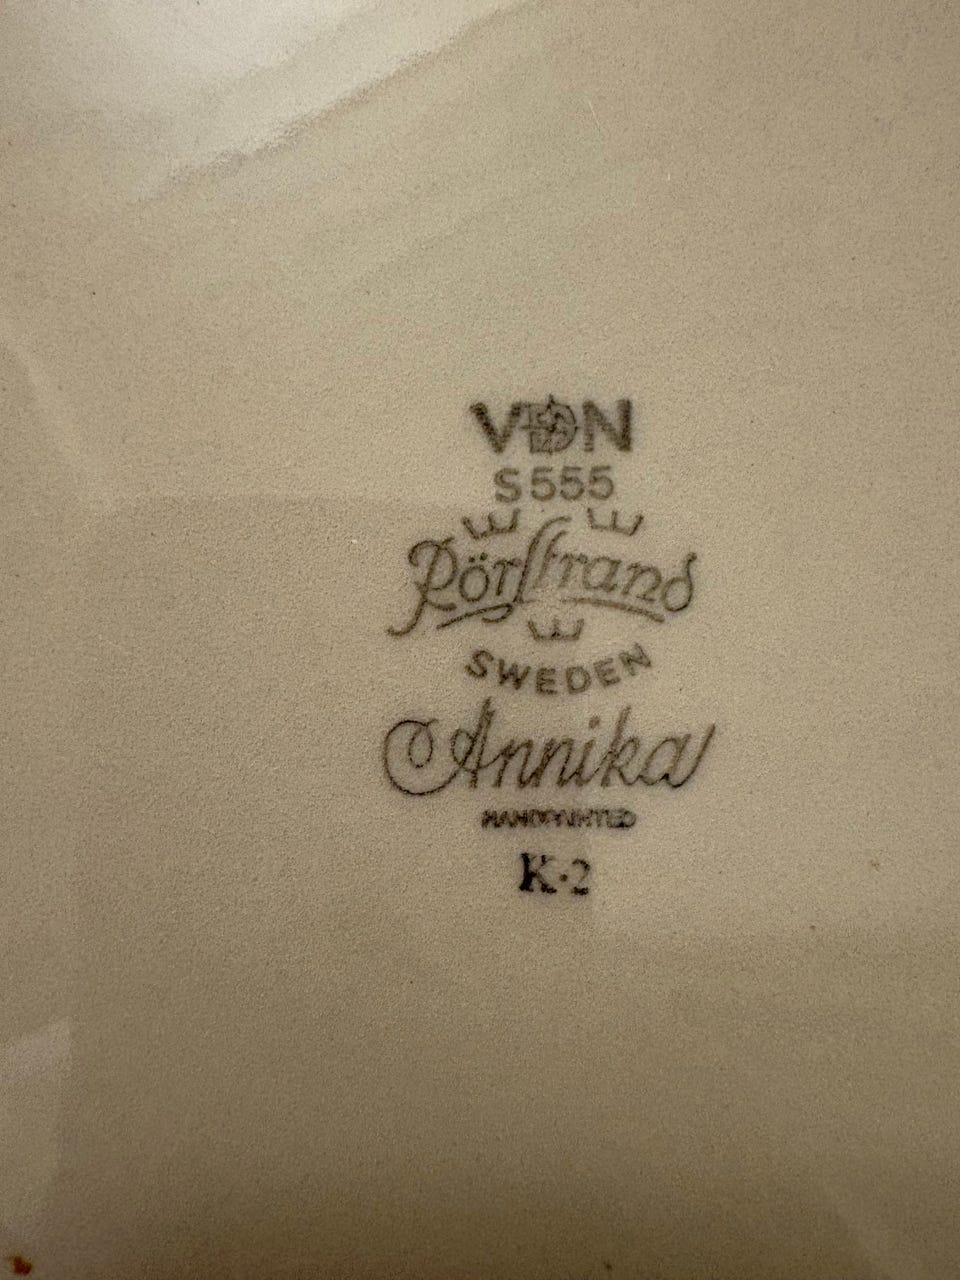 VDN
S555
Rörstrand
SWEDEN
Annika
HANDPAINTED
K·2